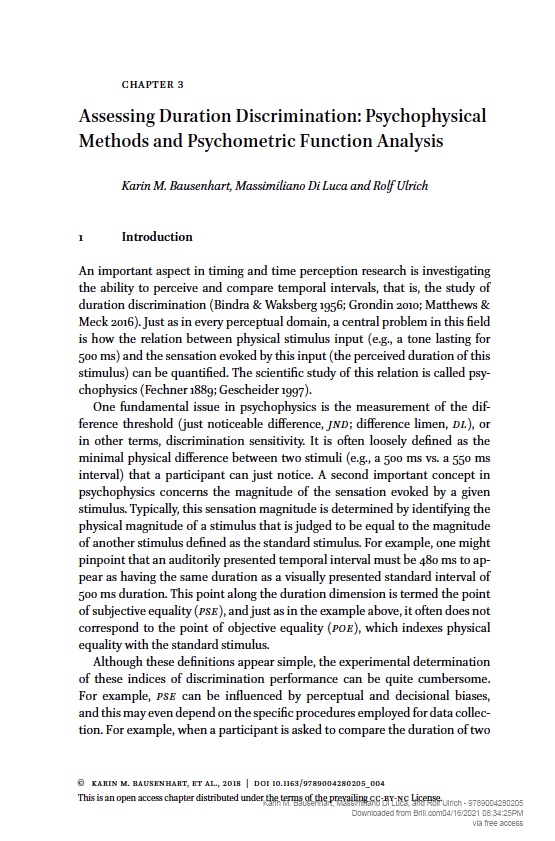 CHAPTER 3
Assessing Duration Discrimination: Psychophysical
Methods and Psychometric Function Analysis
Karin M. Bausenhart, Massimiliano Di Luca and Rolf Ulrich
1 Introduction
An important aspect in timing and time perception research is investigating
the ability to perceive and compare temporal intervals, that is, the study of
duration discrimination (Bindra & Waksberg 1956; Grondin 2010; Matthews &
Meck 2016). Just as in every perceptual domain, a central problem in this field
is how the relation between physical stimulus input (e.g., a tone lasting for
500 ms) and the sensation evoked by this input (the perceived duration of this
stimulus) can be quantified. The scientific study of this relation is called psy-
chophysics (Fechner 1889; Gescheider 1997).
One fundamental issue in psychophysics is the measurement of the dif-
ference threshold (just noticeable difference, JND; difference limen, DL), or
in other terms, discrimination sensitivity. It is often loosely defined as the
minimal physical difference between two stimuli (e.g., a 500 ms vs. a 550 ms
interval) that a participant can just notice. A second important concept in
psychophysics concerns the magnitude of the sensation evoked by a given
stimulus. Typically, this sensation magnitude is determined by identifying the
physical magnitude of a stimulus that is judged to be equal to the magnitude
of another stimulus defined as the standard stimulus. For example, one might
pinpoint that an auditorily presented temporal interval must be 480 ms to ap-
pear as having the same duration as a visually presented standard interval of
500 ms duration. This point along the duration dimension is termed the point
of subjective equality (PSE), and just as in the example above, it often does not
correspond to the point of objective equality (POE), which indexes physical
equality with the standard stimulus.
Although these definitions appear simple, the experimental determination
of these indices of discrimination performance can be quite cumbersome.
For example, PSE can be influenced by perceptual and decisional biases,
and this may even depend on the specific procedures employed for data collec-
tion. For example, when a participant is asked to compare the duration of two
© KARIN M. BAUSENHART, ET AL., 2018 | DOI 10.1163/9789004280205_004
This is an open access chapter distributed under the terms of the prevailing CC-BY-NC License.
Karin M. Bausenhart, Massimiliano Di Luca, and Rolf Ulrich - 9789004280205
Downloaded from Brill.com04/16/2021 08:34:25PM
via free access